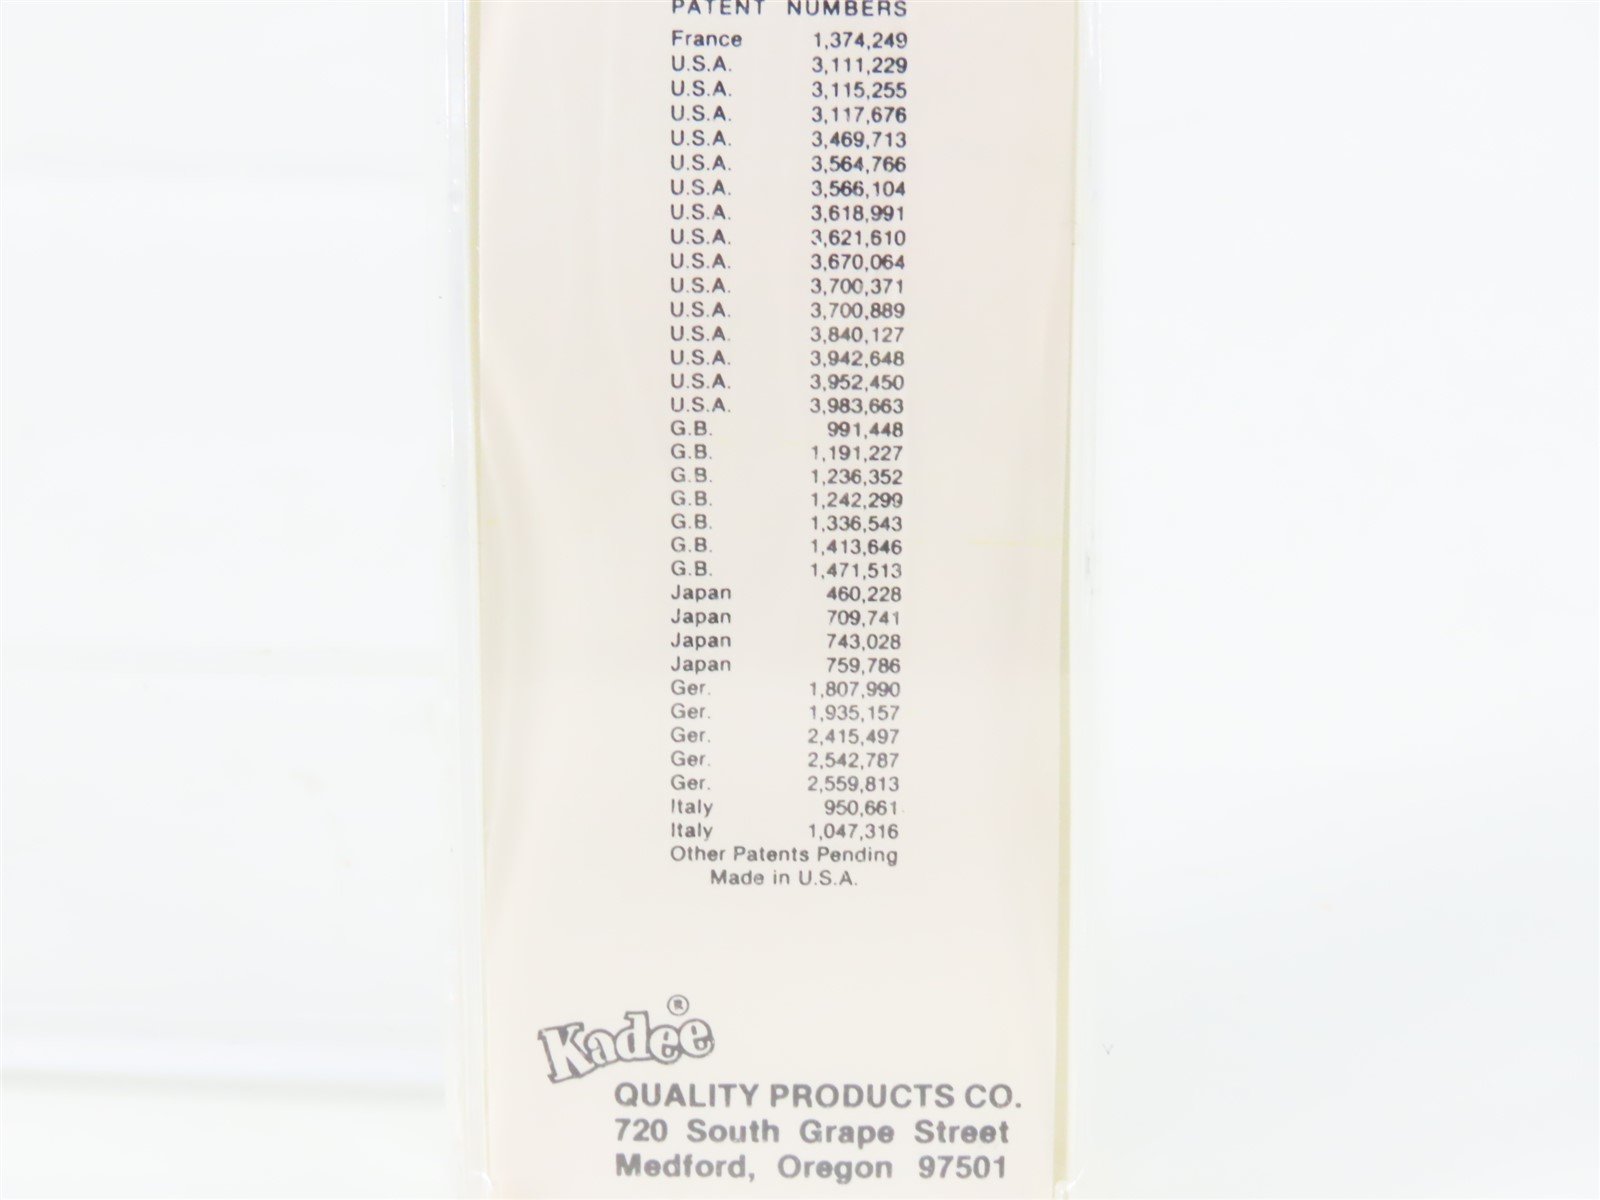 PATENT NUMBERS
France 1,374,249
U.S.A. 3,111,229
U.S.A. 3,115,255
U.S.A. 3,117,676
U.S.A. 3,469,713
U.S.A. 3,564,766
U.S.A. 3,566,104
U.S.A. 3,618,991
U.S.A. 3,621,610
U.S.A. 3,670,064
U.S.A. 3,700,371
U.S.A. 3,700,889
U.S.A. 3,840,127
U.S.A. 3,942,648
U.S.A. 3,952,450
U.S.A. 3,983,663
G.B. 991,448
G.B. 1,191,227
G.B. 1,236,352
G.B. 1,242,299
G.B. 1,336,543
G.B. 1,413,646
G.B. 1,471,513
Japan 460,228
Japan 709,741
Japan 743,028
Japan 759,786
Ger. 1,807,990
Ger. 1,935,157
Ger. 2,415,497
Ger. 2,542,787
Ger. 2,559,813
Italy 950,661
Italy 1,047,316
Other Patents Pending
Made in U.S.A.
Kadee®
QUALITY PRODUCTS CO.
720 South Grape Street
Medford, Oregon 97501